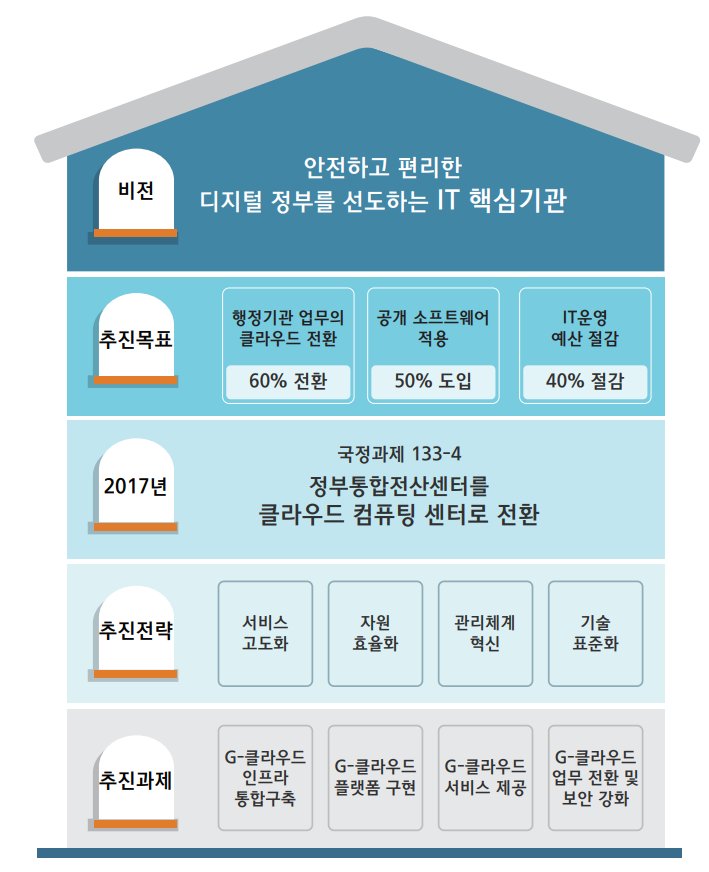 비전
안전하고 편리한
디지털 정부를 선도하는 IT 핵심기관
추진목표
행정기관 업무의
클라우드 전환
60% 전환
공개 소프트웨어
적용
50% 도입
IT운영
예산 절감
40% 절감
2017년
국정과제 133-4
정부통합전산센터를
클라우드 컴퓨팅 센터로 전환
추진전략
서비스
고도화
자원
효율화
관리체계
혁신
기술
표준화
추진과제
G-클라우드
인프라
통합구축
G-클라우드
플랫폼 구현
G-클라우드
서비스 제공
G-클라우드
업무 전환 및
보안 강화